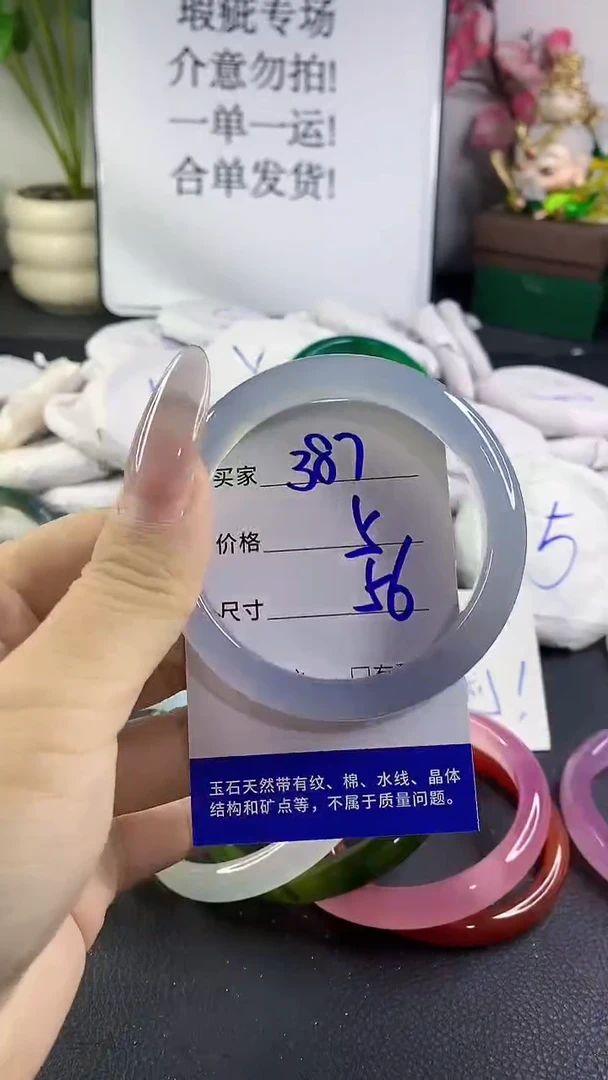 瑕疵专场
介意勿拍!
一单一运!
合单发货!
买家 387
价格 5
尺寸 56
5
玉石天然带有纹、棉、水线、晶体
结构和矿点等，不属于质量问题。